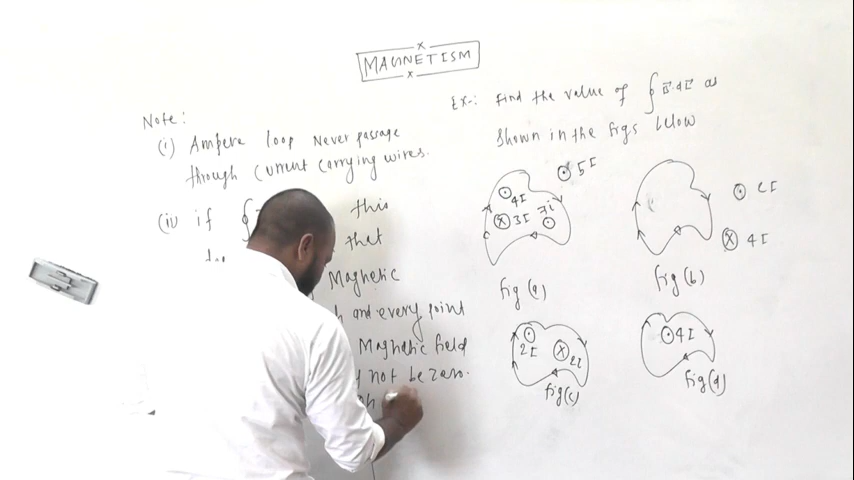 MAGNETISM
Note:
(i) Ampere loop Never passage
through Current Carrying wires.
(iv) if ∮ this
that
Magnetic
and every point
Magnetic field
not be zero.
Ex-: Find the value of ∮ B⃗.dl⃗ as
Shown in the figs below
⊙ 5I
⊙ 4I
ⓧ 3I 7i ⊙
fig(a)
⊙ 2I
ⓧ 4I
fig(b)
⊙ 2I ⓧ 2I
fig(c)
⊙ 4I
fig(d)